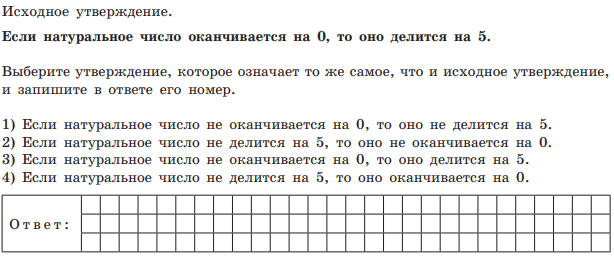 Исходное утверждение.
Если натуральное число оканчивается на 0, то оно делится на 5.
Выберите утверждение, которое означает то же самое, что и исходное утверждение,
и запишите в ответе его номер.
1) Если натуральное число не оканчивается на 0, то оно не делится на 5.
2) Если натуральное число не делится на 5, то оно не оканчивается на 0.
3) Если натуральное число не оканчивается на 0, то оно делится на 5.
4) Если натуральное число не делится на 5, то оно оканчивается на 0.
Ответ: